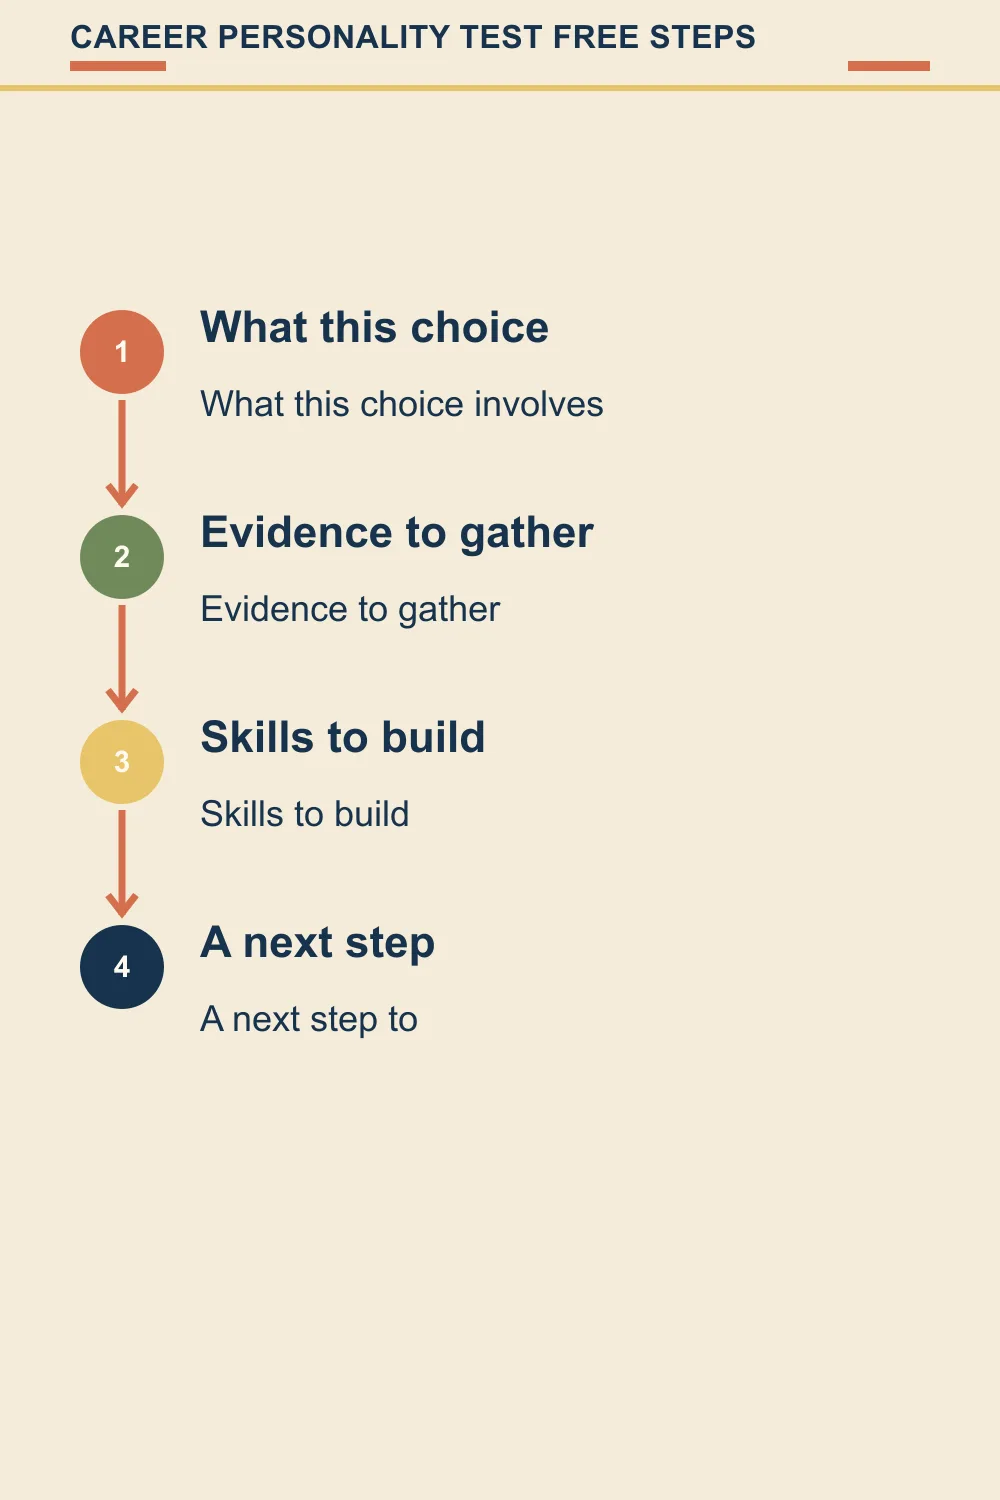 CAREER PERSONALITY TEST FREE STEPS
1
What this choice
What this choice involves
2
Evidence to gather
Evidence to gather
3
Skills to build
Skills to build
4
A next step
A next step to